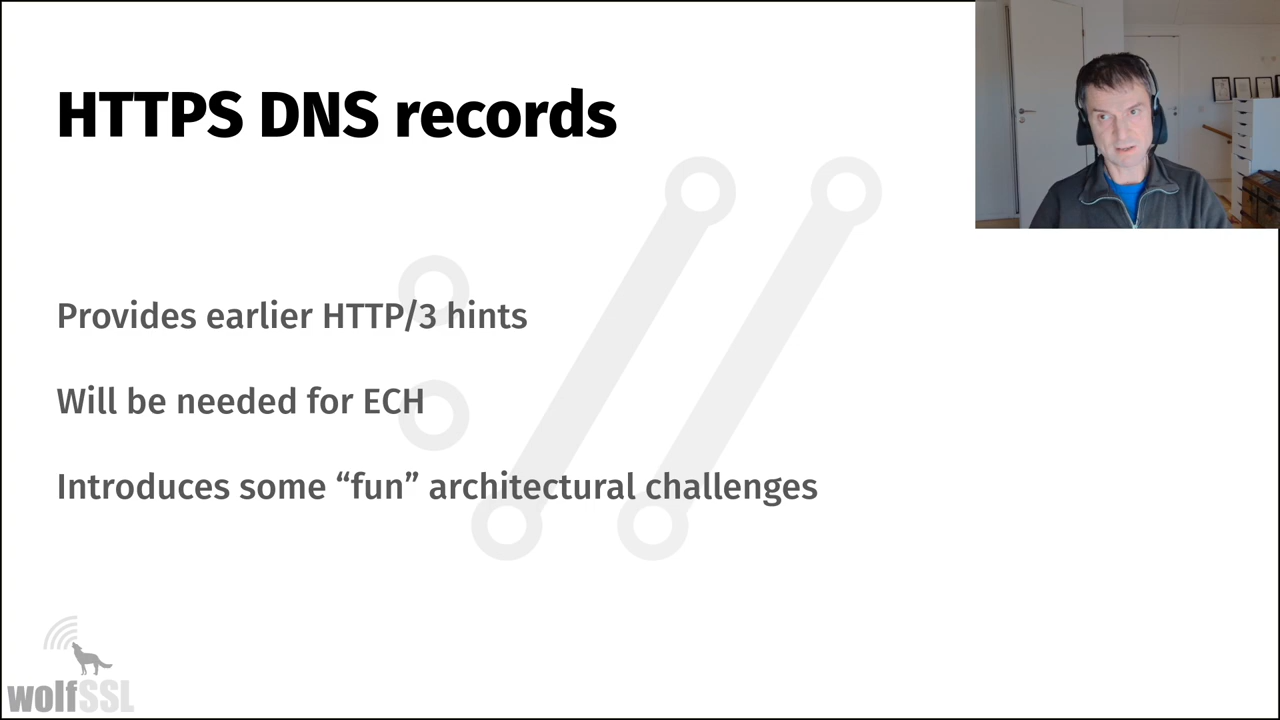 HTTPS DNS records
Provides earlier HTTP/3 hints
Will be needed for ECH
Introduces some “fun” architectural challenges
wolfSSL